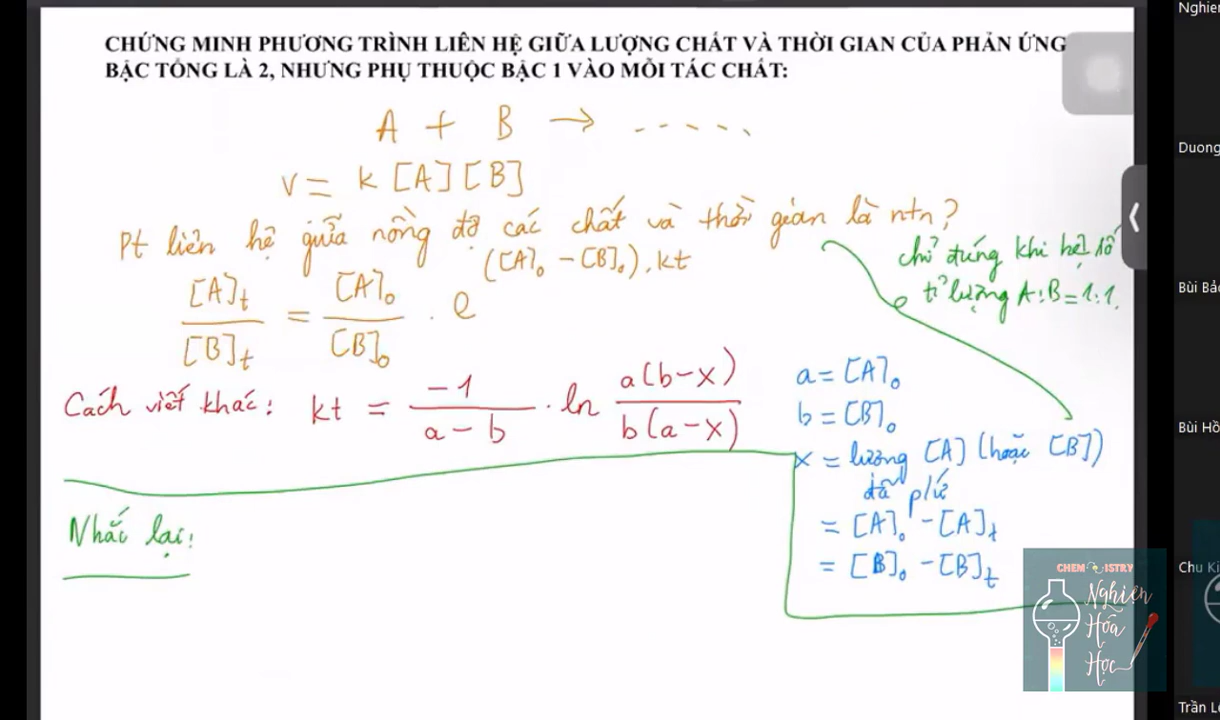 CHỨNG MINH PHƯƠNG TRÌNH LIÊN HỆ GIỮA LƯỢNG CHẤT VÀ THỜI GIAN CỦA PHẢN ỨNG
BẬC TỔNG LÀ 2, NHƯNG PHỤ THUỘC BẬC 1 VÀO MỖI TÁC CHẤT:
A + B → .....
v = k [A] [B]
Pt liên hệ giữa nồng độ các chất và thời gian là ntn?
chỉ đúng khi hệ số
tỉ lượng A:B = 1:1.
[A]t / [B]t = [A]₀ / [B]₀ . e^([A]₀ - [B]₀).kt
Cách viết khác: kt = -1 / (a - b) . ln a(b-x) / b(a-x)
a = [A]₀
b = [B]₀
x = lượng [A] (hoặc [B])
đã pứ
= [A]₀ - [A]t
= [B]₀ - [B]t
Nhắc lại:
CHEMISTRY
Nghiện
Hóa
Học
Nghien
Duong
Bùi Bảo
Bùi Hồ
Chu Ki
Trần L